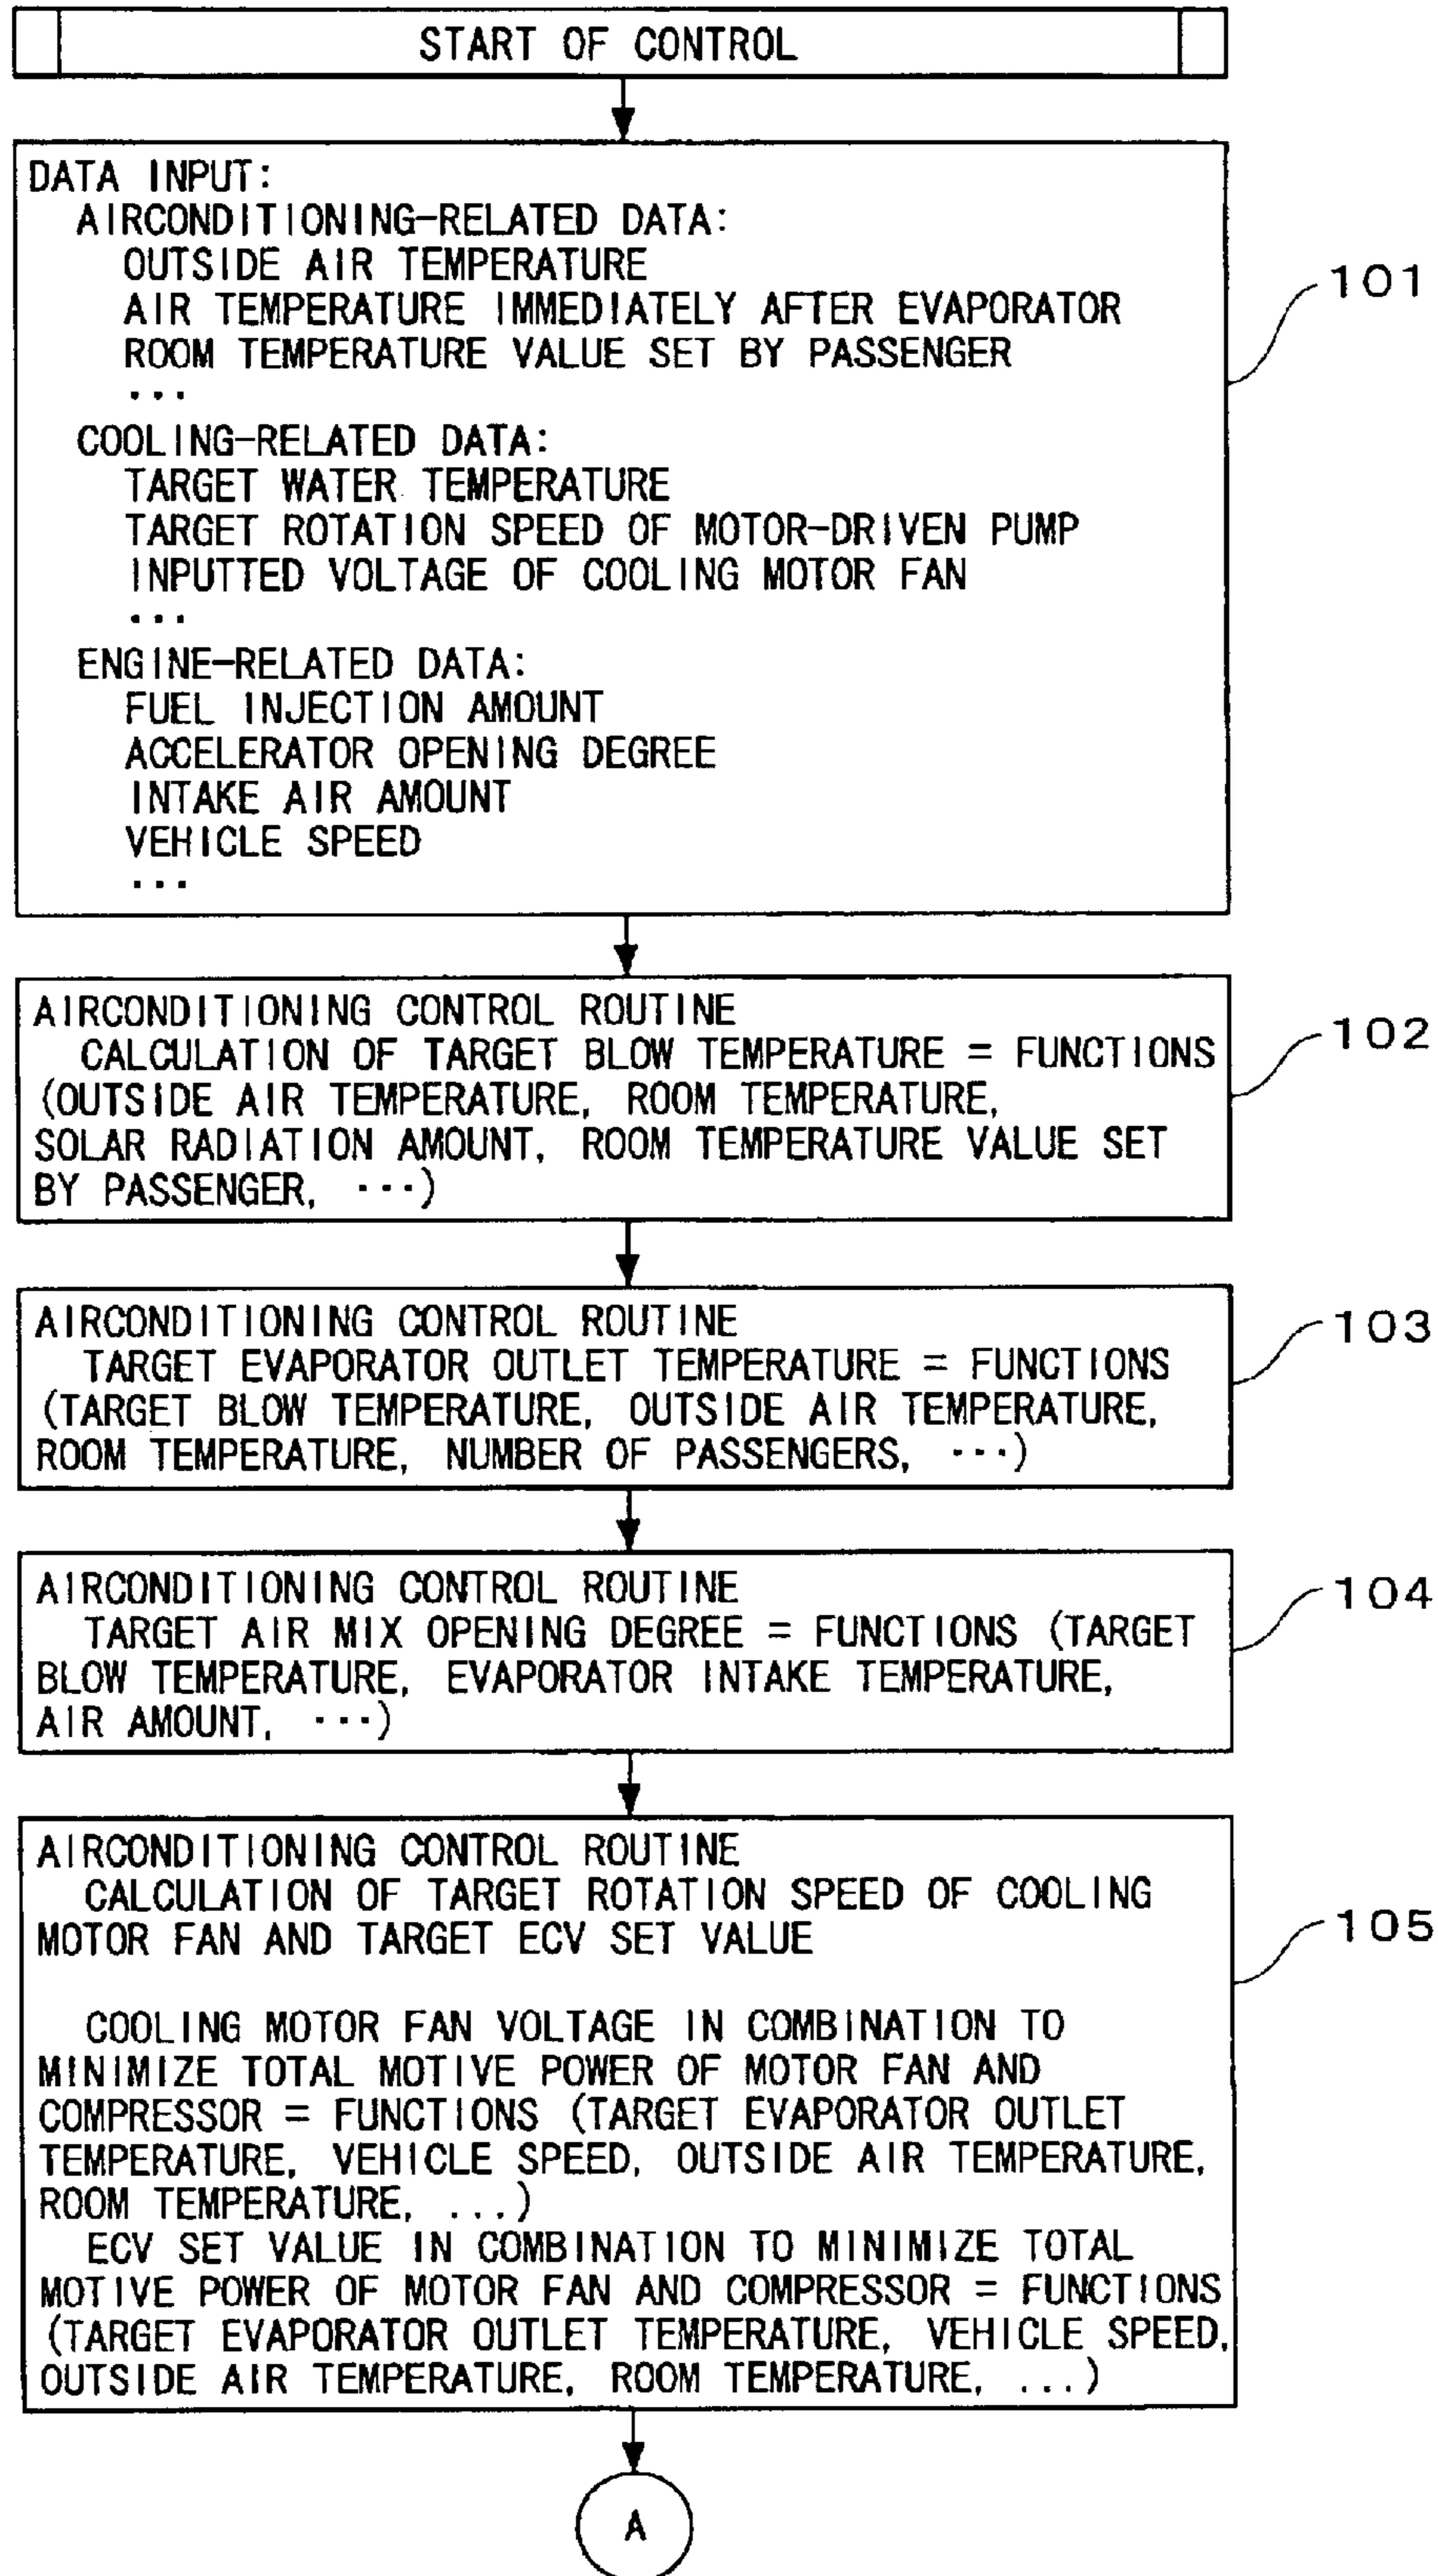 START OF CONTROL
DATA INPUT:
AIRCONDITIONING-RELATED DATA:
OUTSIDE AIR TEMPERATURE
AIR TEMPERATURE IMMEDIATELY AFTER EVAPORATOR
ROOM TEMPERATURE VALUE SET BY PASSENGER
···
COOLING-RELATED DATA:
TARGET WATER TEMPERATURE
TARGET ROTATION SPEED OF MOTOR-DRIVEN PUMP
INPUTTED VOLTAGE OF COOLING MOTOR FAN
···
ENGINE-RELATED DATA:
FUEL INJECTION AMOUNT
ACCELERATOR OPENING DEGREE
INTAKE AIR AMOUNT
VEHICLE SPEED
···
101
AIRCONDITIONING CONTROL ROUTINE
CALCULATION OF TARGET BLOW TEMPERATURE = FUNCTIONS
(OUTSIDE AIR TEMPERATURE, ROOM TEMPERATURE,
SOLAR RADIATION AMOUNT, ROOM TEMPERATURE VALUE SET
BY PASSENGER, ···)
102
AIRCONDITIONING CONTROL ROUTINE
TARGET EVAPORATOR OUTLET TEMPERATURE = FUNCTIONS
(TARGET BLOW TEMPERATURE, OUTSIDE AIR TEMPERATURE,
ROOM TEMPERATURE, NUMBER OF PASSENGERS, ···)
103
AIRCONDITIONING CONTROL ROUTINE
TARGET AIR MIX OPENING DEGREE = FUNCTIONS (TARGET
BLOW TEMPERATURE, EVAPORATOR INTAKE TEMPERATURE,
AIR AMOUNT, ···)
104
AIRCONDITIONING CONTROL ROUTINE
CALCULATION OF TARGET ROTATION SPEED OF COOLING
MOTOR FAN AND TARGET ECV SET VALUE
COOLING MOTOR FAN VOLTAGE IN COMBINATION TO
MINIMIZE TOTAL MOTIVE POWER OF MOTOR FAN AND
COMPRESSOR = FUNCTIONS (TARGET EVAPORATOR OUTLET
TEMPERATURE, VEHICLE SPEED, OUTSIDE AIR TEMPERATURE,
ROOM TEMPERATURE, ...)
ECV SET VALUE IN COMBINATION TO MINIMIZE TOTAL
MOTIVE POWER OF MOTOR FAN AND COMPRESSOR = FUNCTIONS
(TARGET EVAPORATOR OUTLET TEMPERATURE, VEHICLE SPEED,
OUTSIDE AIR TEMPERATURE, ROOM TEMPERATURE, ...)
105
A